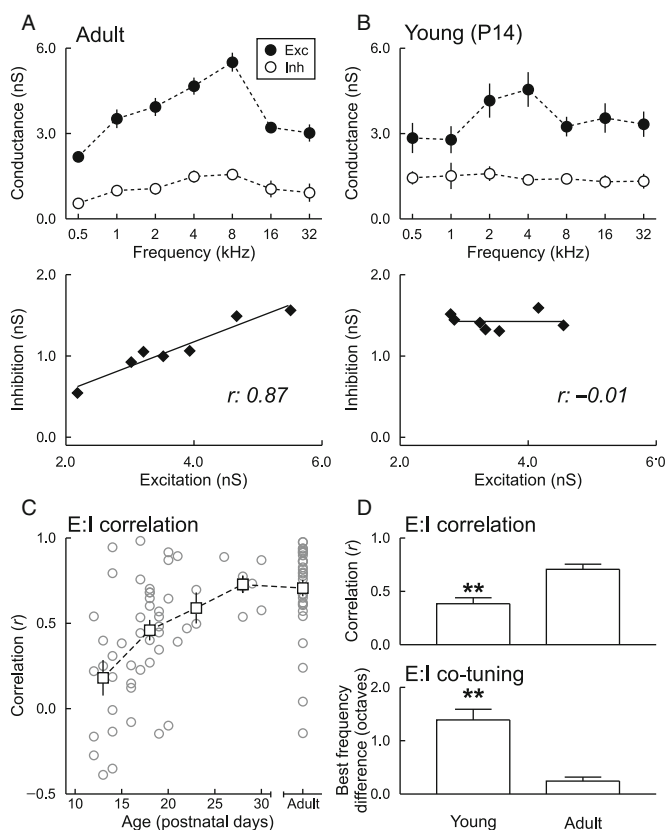 A
Adult
Exc
Inh
Conductance (nS)
6.0
3.0
0.0
0.5 1 2 4 8 16 32
Frequency (kHz)
B
Young (P14)
Conductance (nS)
6.0
3.0
0.0
0.5 1 2 4 8 16 32
Frequency (kHz)
Inhibition (nS)
2.0
1.0
0.0
r: 0.87
2.0 4.0 6.0
Excitation (nS)
Inhibition (nS)
2.0
1.0
0.0
r: –0.01
2.0 4.0 6·0
Excitation (nS)
C
E:I correlation
Correlation (r)
1.0
0.5
0.0
−0.5
10 15 20 25 30 Adult
Age (postnatal days)
D
E:I correlation
Correlation (r)
1.0
0.5
0.0
**
E:I co-tuning
Best frequency
difference (octaves)
2.0
1.0
0.0
**
Young Adult